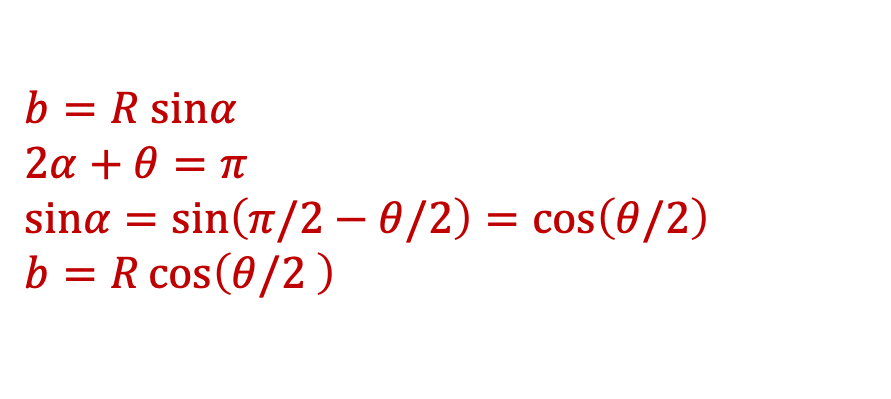 b = R sinα
2α + θ = π
sinα = sin(π/2 − θ/2) = cos(θ/2)
b = R cos(θ/2 )